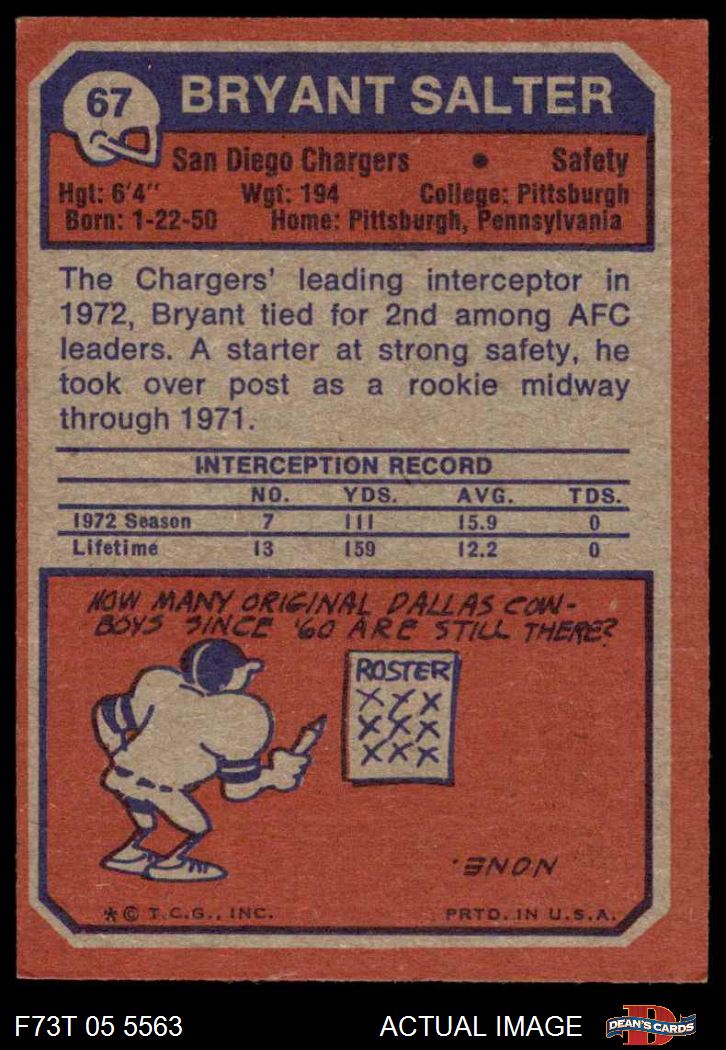 67 BRYANT SALTER
San Diego Chargers • Safety
Hgt: 6'4" Wgt: 194 College: Pittsburgh
Born: 1-22-50 Home: Pittsburgh, Pennsylvania
The Chargers' leading interceptor in
1972, Bryant tied for 2nd among AFC
leaders. A starter at strong safety, he
took over post as a rookie midway
through 1971.
INTERCEPTION RECORD
NO. YDS. AVG. TDS.
1972 Season 7 111 15.9 0
Lifetime 13 159 12.2 0
HOW MANY ORIGINAL DALLAS COW-
BOYS SINCE '60 ARE STILL THERE?
ROSTER
X X X
X X X
X X X
NONE.
* © T.C.G., INC. PRTD. IN U.S.A.
F73T 05 5563 ACTUAL IMAGE D DEAN'S CARDS